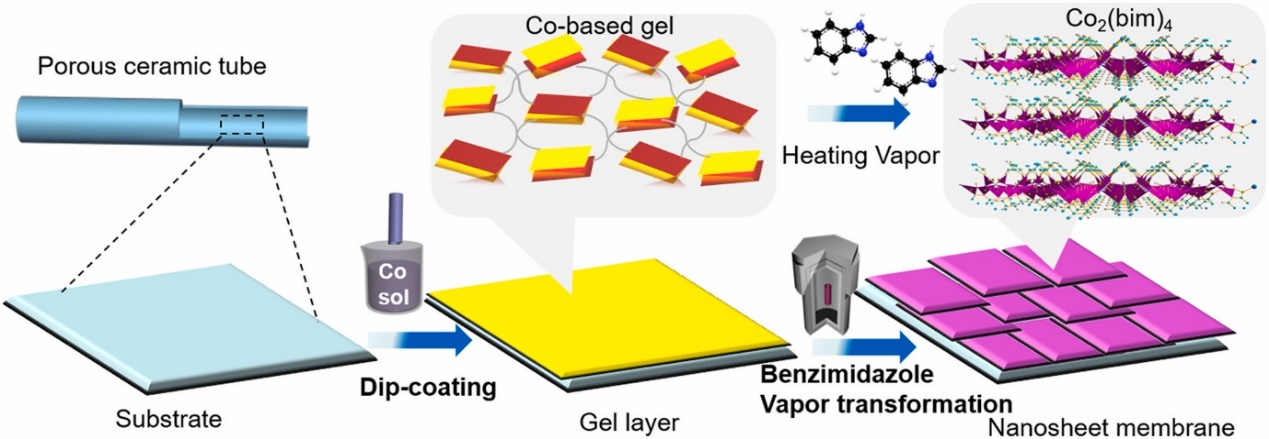 Co-based gel
Co₂(bim)₄
Porous ceramic tube
Heating Vapor
Co
sol
Dip-coating
Benzimidazole
Vapor transformation
Substrate
Gel layer
Nanosheet membrane